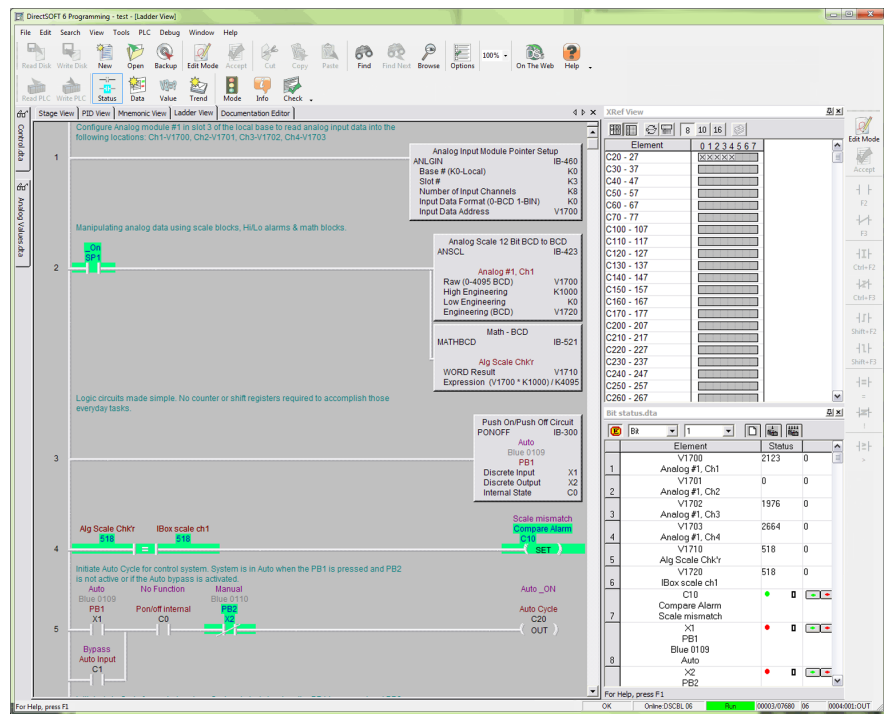 DirectSOFT 6 Programming - test - [Ladder View]
File Edit Search View Tools PLC Debug Window Help
Read Disk Write Disk New Open Backup Edit Mode Accept Cut Copy Paste Find Find Next Browse Options 100% On The Web Help
Read PLC Write PLC Status Data Value Trend Mode Info Check
Stage View PID View Mnemonic View Ladder View Documentation Editor
Control.dta
Analog Values.dta
Configure Analog module #1 in slot 3 of the local base to read analog input data into the
following locations: Ch1-V1700, Ch2-V1701, Ch3-V1702, Ch4-V1703
1
Analog Input Module Pointer Setup
ANLGIN IB-460
Base # (K0-Local) K0
Slot # K3
Number of Input Channels K8
Input Data Format (0-BCD 1-BIN) K0
Input Data Address V1700
Manipulating analog data using scale blocks, Hi/Lo alarms & math blocks.
_On
SP1
2
Analog Scale 12 Bit BCD to BCD
ANSCL IB-423
Analog #1, Ch1
Raw (0-4095 BCD) V1700
High Engineering K1000
Low Engineering K0
Engineering (BCD) V1720
Math - BCD
MATHBCD IB-521
Alg Scale Chk'r
WORD Result V1710
Expression (V1700 * K1000) / K4095
Logic circuits made simple. No counter or shift registers required to accomplish those
everyday tasks.
3
Push On/Push Off Circuit
PONOFF IB-300
Auto
Blue 0109
PB1
Discrete Input X1
Discrete Output X2
Internal State C0
Scale mismatch
Alg Scale Chk'r IBox scale ch1 Compare Alarm
518 518 C10
4 = SET
Initiate Auto Cycle for control system. System is in Auto when the PB1 is pressed and PB2
is not active or if the Auto bypass is activated.
Auto No Function Manual Auto _ON
Blue 0109 Blue 0110
PB1 Pon/off internal PB2 Auto Cycle
X1 C0 X2 C20
5 OUT
Bypass
Auto Input
C1
XRef View
8 10 16
Element 0 1 2 3 4 5 6 7
C20 - 27 X X X X X
C30 - 37
C40 - 47
C50 - 57
C60 - 67
C70 - 77
C100 - 107
C110 - 117
C120 - 127
C130 - 137
C140 - 147
C150 - 157
C160 - 167
C170 - 177
C200 - 207
C210 - 217
C220 - 227
C230 - 237
C240 - 247
C250 - 257
C260 - 267
Bit status.dta
Bit 1
Element Status
V1700 2123 0
1 Analog #1, Ch1
V1701 0 0
2 Analog #1, Ch2
V1702 1976 0
3 Analog #1, Ch3
V1703 2664 0
4 Analog #1, Ch4
V1710 518 0
5 Alg Scale Chk'r
V1720 518 0
6 IBox scale ch1
C10
Compare Alarm
7 Scale mismatch
X1
PB1
Blue 0109
8 Auto
X2
PB2
For Help, press F1
Edit Mode
Accept
F2
F3
Ctrl+F2
Ctrl+F3
Shift+F2
Shift+F3
=
!
>
For Help, press F1 OK Online:DSCBL 06 Run 00003/07680 06 0004:001:OUT